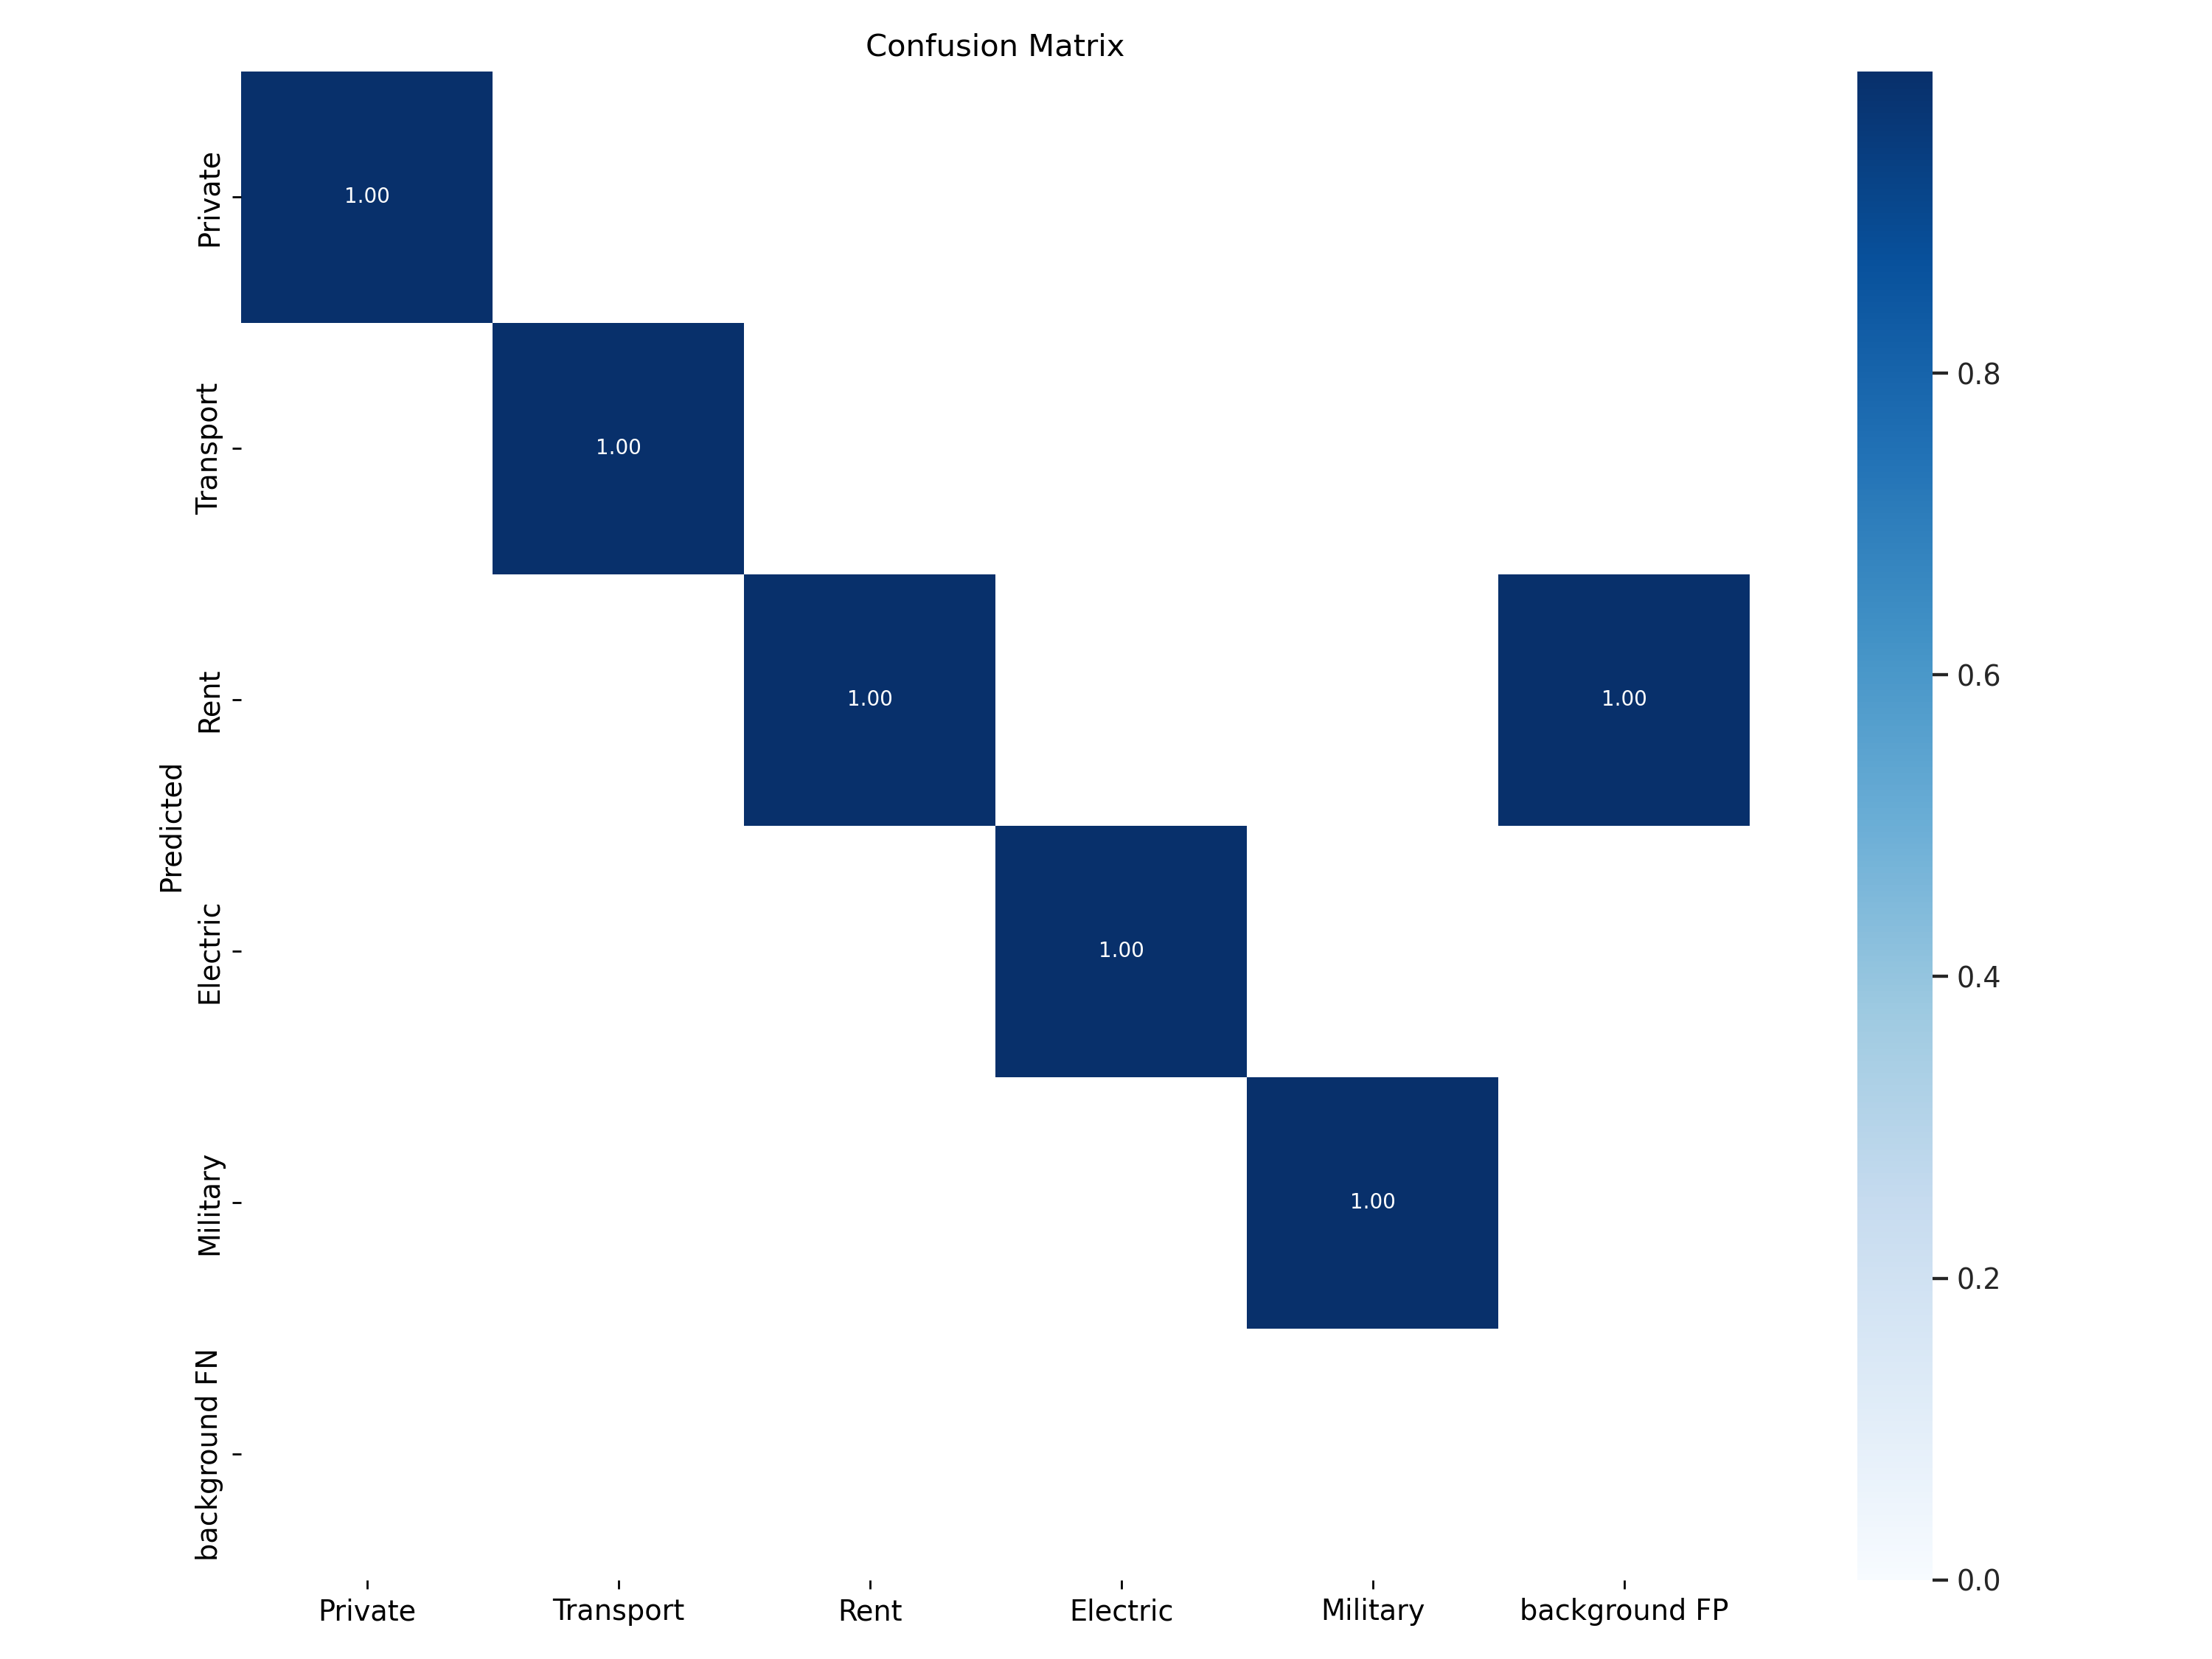 Confusion Matrix
Private
1.00
Transport
1.00
0.8
Rent
1.00
1.00
0.6
Predicted
Electric
1.00
0.4
Military
1.00
0.2
background FN
0.0
Private
Transport
Rent
Electric
Military
background FP